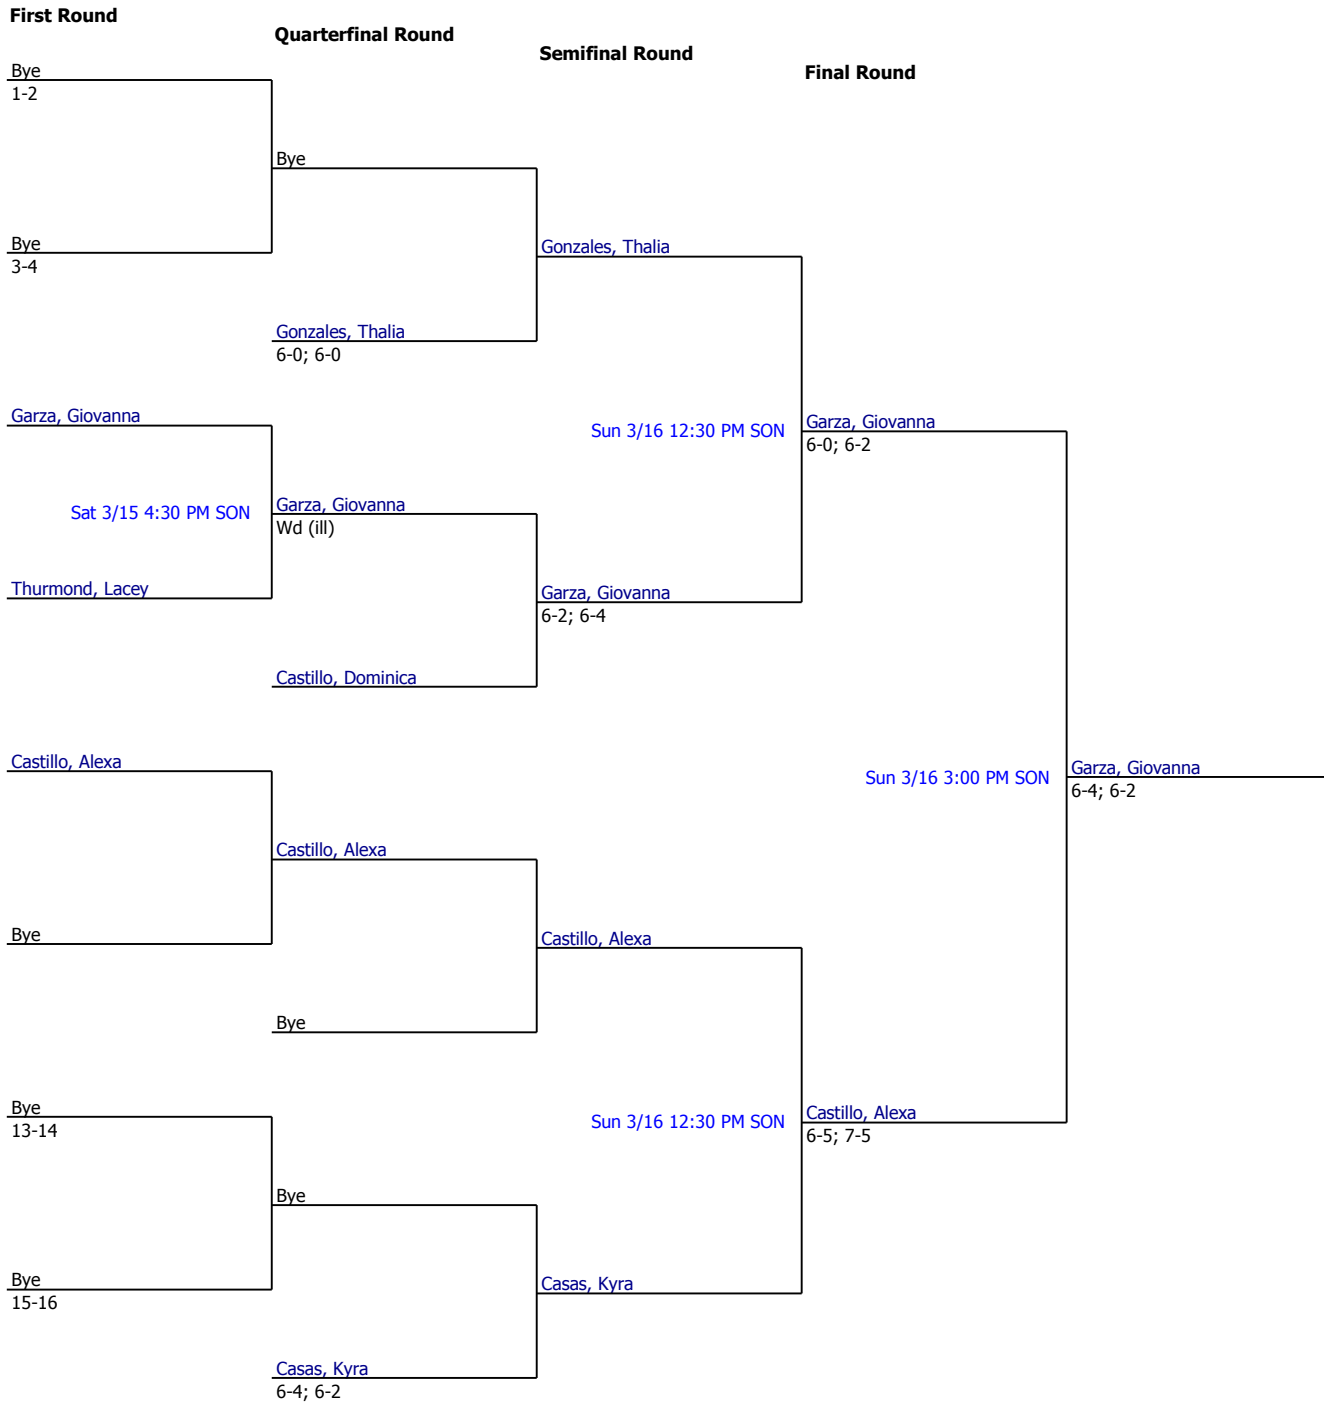 First Round
Quarterfinal Round
Semifinal Round
Final Round
Bye
1-2
Bye
Bye
3-4
Gonzales, Thalia
Gonzales, Thalia
6-0; 6-0
Garza, Giovanna
Sun 3/16 12:30 PM SON
Garza, Giovanna
6-0; 6-2
Sat 3/15 4:30 PM SON
Garza, Giovanna
Wd (ill)
Thurmond, Lacey
Garza, Giovanna
6-2; 6-4
Castillo, Dominica
Castillo, Alexa
Sun 3/16 3:00 PM SON
Garza, Giovanna
6-4; 6-2
Castillo, Alexa
Bye
Castillo, Alexa
Bye
Bye
13-14
Sun 3/16 12:30 PM SON
Castillo, Alexa
6-5; 7-5
Bye
Bye
15-16
Casas, Kyra
Casas, Kyra
6-4; 6-2